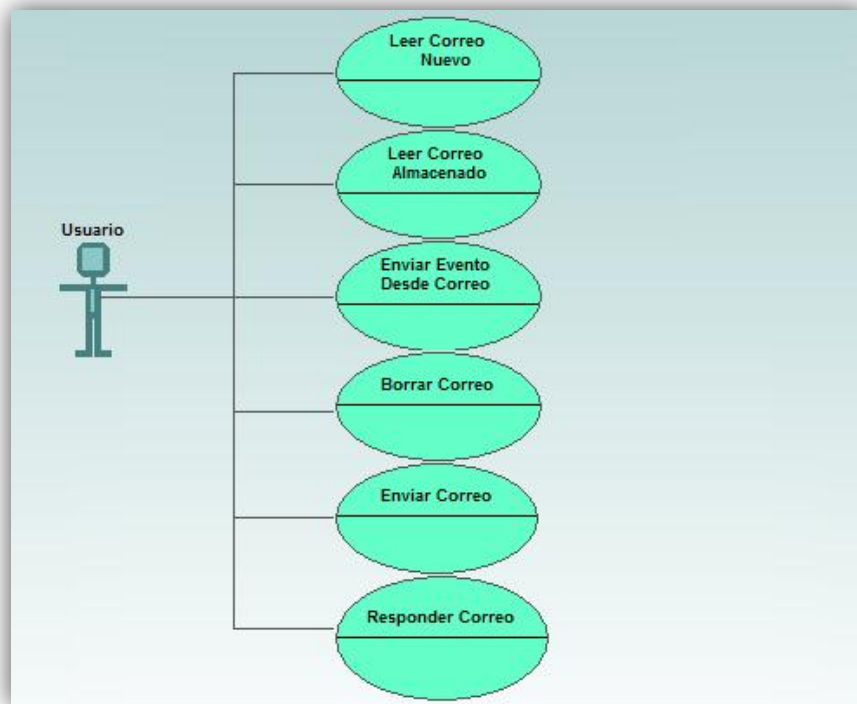 Leer Correo
Nuevo
Leer Correo
Almacenado
Usuario
Enviar Evento
Desde Correo
Borrar Correo
Enviar Correo
Responder Correo